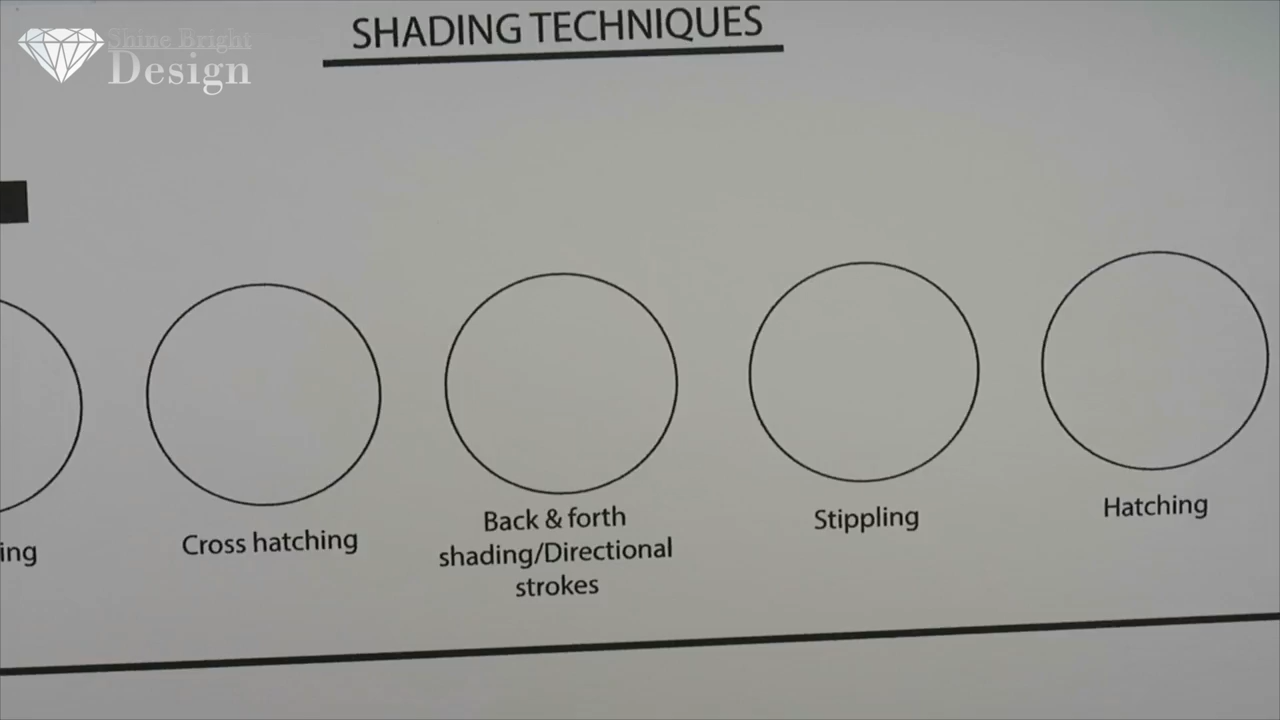 Shine Bright
Design
SHADING TECHNIQUES
ing
Cross hatching
Back & forth
shading/Directional
strokes
Stippling
Hatching